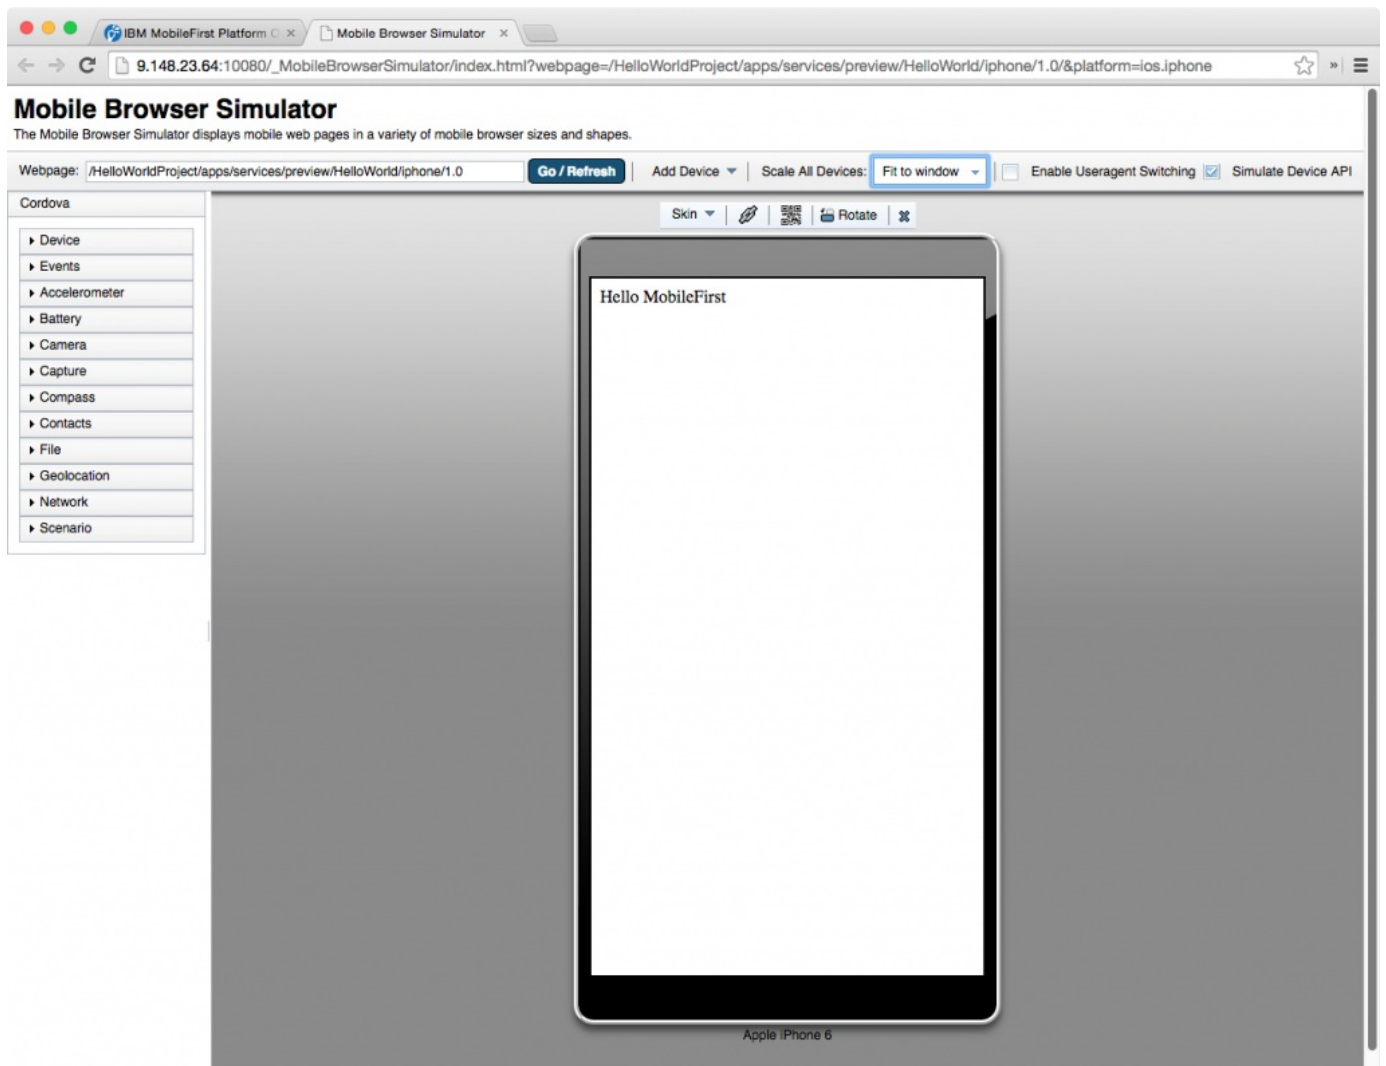 IBM MobileFirst Platform
Mobile Browser Simulator
9.148.23.64:10080/_MobileBrowserSimulator/index.html?webpage=/HelloWorldProject/apps/services/preview/HelloWorld/iphone/1.0/&platform=ios.iphone
Mobile Browser Simulator
The Mobile Browser Simulator displays mobile web pages in a variety of mobile browser sizes and shapes.
Webpage: /HelloWorldProject/apps/services/preview/HelloWorld/iphone/1.0 Go / Refresh Add Device Scale All Devices: Fit to window Enable Useragent Switching Simulate Device API
Cordova
Skin Rotate
Device
Events
Accelerometer
Battery
Camera
Capture
Compass
Contacts
File
Geolocation
Network
Scenario
Hello MobileFirst
Apple iPhone 6